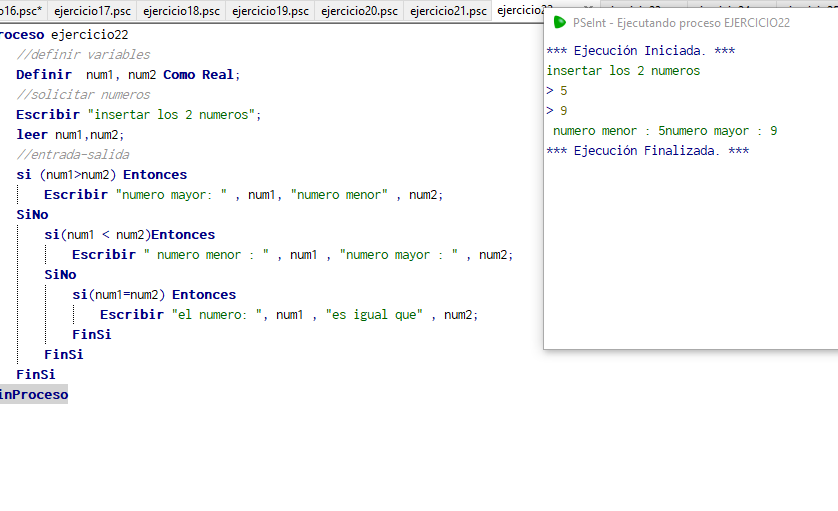 o16.psc* ejercicio17.psc ejercicio18.psc ejercicio19.psc ejercicio20.psc ejercicio21.psc
roceso ejercicio22
//definir variables
Definir num1, num2 Como Real;
//solicitar numeros
Escribir "insertar los 2 numeros";
leer num1,num2;
//entrada-salida
si (num1>num2) Entonces
Escribir "numero mayor: " , num1, "numero menor" , num2;
SiNo
si(num1 < num2)Entonces
Escribir " numero menor : " , num1 , "numero mayor : " , num2;
SiNo
si(num1=num2) Entonces
Escribir "el numero: ", num1 , "es igual que" , num2;
FinSi
FinSi
FinSi
inProceso
PSeInt - Ejecutando proceso EJERCICIO22
*** Ejecución Iniciada. ***
insertar los 2 numeros
> 5
> 9
numero menor : 5numero mayor : 9
*** Ejecución Finalizada. ***